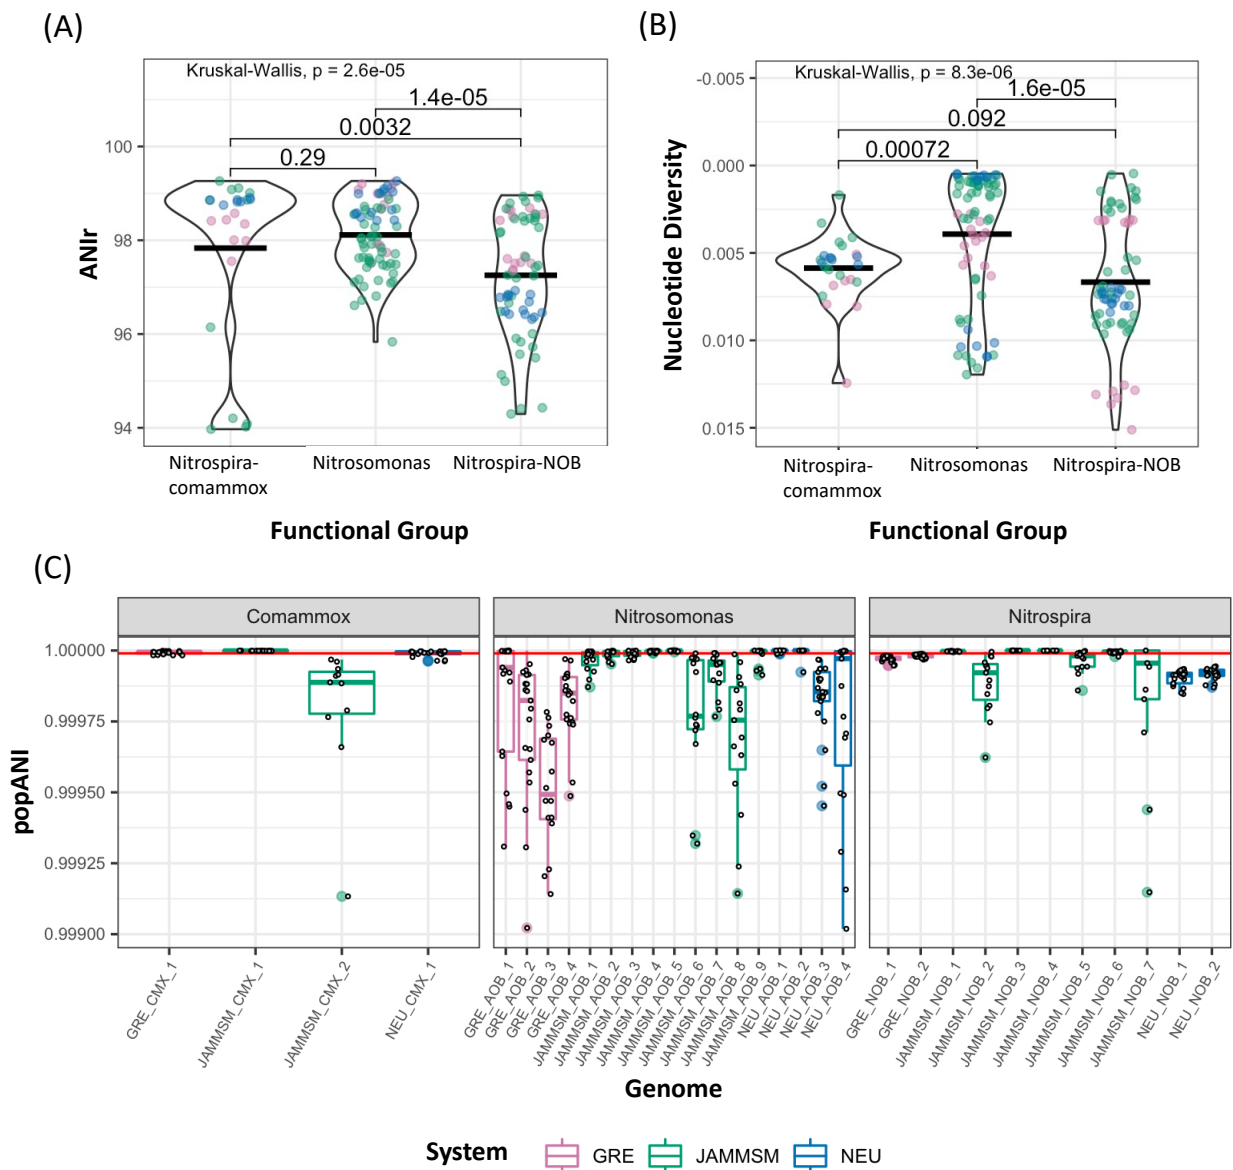 (A)
Kruskal-Wallis, p = 2.6e-05
1.4e-05
0.0032
0.29
100
98
96
94
ANIr
Nitrospira-
comammox
Nitrosomonas
Nitrospira-NOB
Functional Group
(B)
Kruskal-Wallis, p = 8.3e-06
1.6e-05
0.092
0.00072
-0.005
0.000
0.005
0.010
0.015
Nucleotide Diversity
Nitrospira-
comammox
Nitrosomonas
Nitrospira-NOB
Functional Group
(C)
Comammox
Nitrosomonas
Nitrospira
1.00000
0.99975
0.99950
0.99925
0.99900
popANI
GRE_CMX_1
JAMMSM_CMX_1
JAMMSM_CMX_2
NEU_CMX_1
GRE_AOB_1
GRE_AOB_2
GRE_AOB_3
GRE_AOB_4
JAMMSM_AOB_1
JAMMSM_AOB_2
JAMMSM_AOB_3
JAMMSM_AOB_4
JAMMSM_AOB_5
JAMMSM_AOB_6
JAMMSM_AOB_7
JAMMSM_AOB_8
JAMMSM_AOB_9
NEU_AOB_1
NEU_AOB_2
NEU_AOB_3
NEU_AOB_4
GRE_NOB_1
GRE_NOB_2
JAMMSM_NOB_1
JAMMSM_NOB_2
JAMMSM_NOB_3
JAMMSM_NOB_4
JAMMSM_NOB_5
JAMMSM_NOB_6
JAMMSM_NOB_7
NEU_NOB_1
NEU_NOB_2
Genome
System GRE JAMMSM NEU